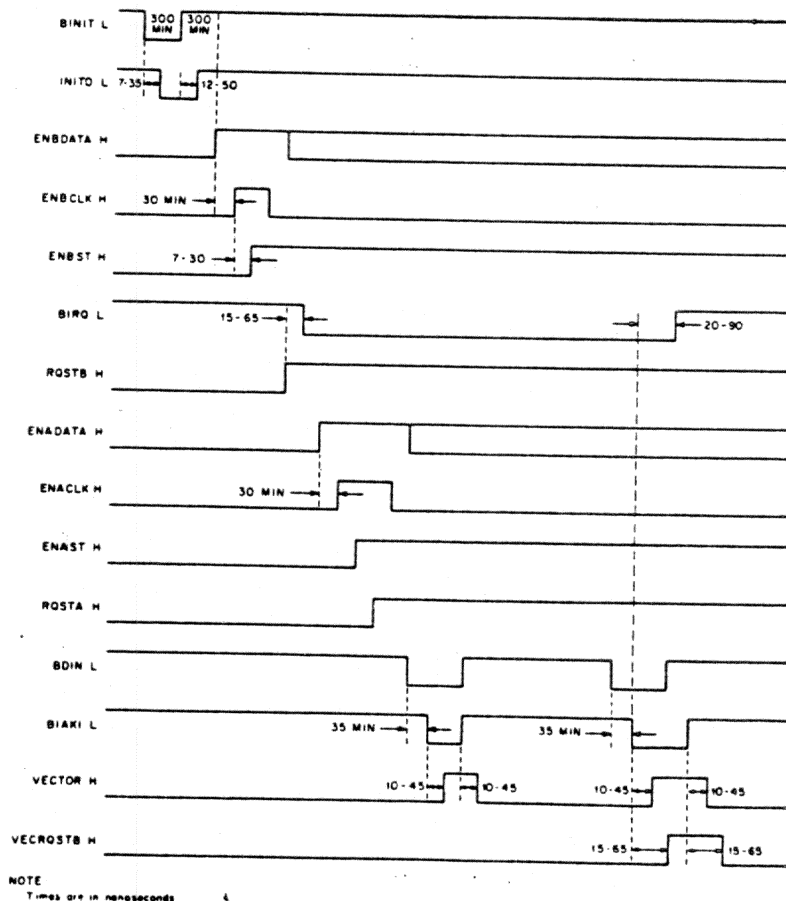 BINIT L
300 MIN
300 MIN
INITO L
7-35
12-50
ENBDATA H
ENBCLK H
30 MIN
ENBST H
7-30
BIRQ L
15-65
20-90
RQSTB H
ENADATA H
ENACLK H
30 MIN
ENAST H
RQSTA H
BDIN L
BIAKI L
35 MIN
35 MIN
VECTOR H
10-45
10-45
10-45
10-45
VECRQSTB H
15-65
15-65
NOTE
Times are in nanoseconds